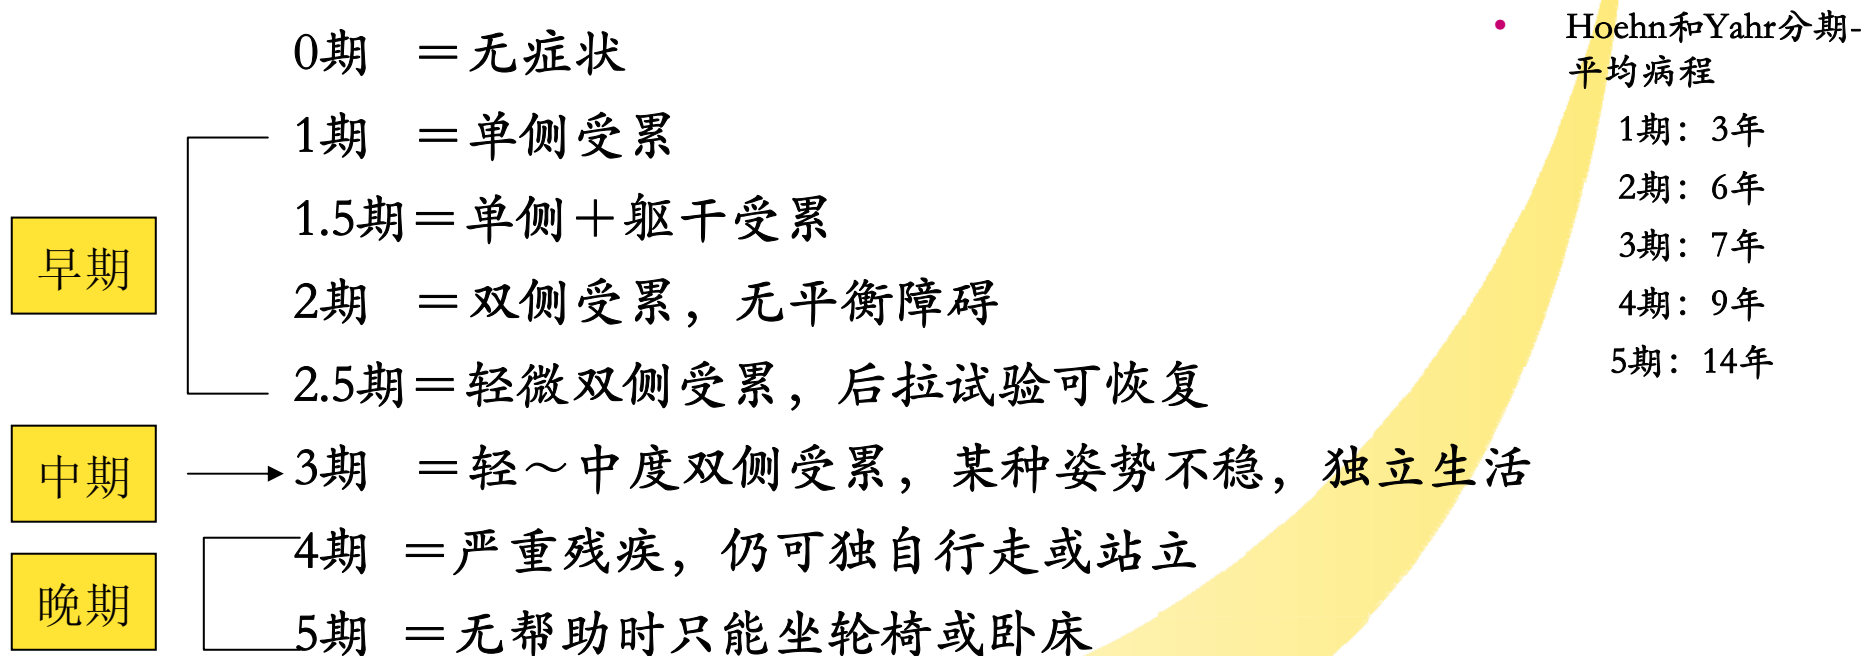 0期 ＝无症状
1期 ＝单侧受累
1.5期＝单侧＋躯干受累
2期 ＝双侧受累，无平衡障碍
2.5期＝轻微双侧受累，后拉试验可恢复
3期 ＝轻～中度双侧受累，某种姿势不稳，独立生活
4期 ＝严重残疾，仍可独自行走或站立
5期 ＝无帮助时只能坐轮椅或卧床
早期
中期
晚期
• Hoehn和Yahr分期-
平均病程
1期：3年
2期：6年
3期：7年
4期：9年
5期：14年